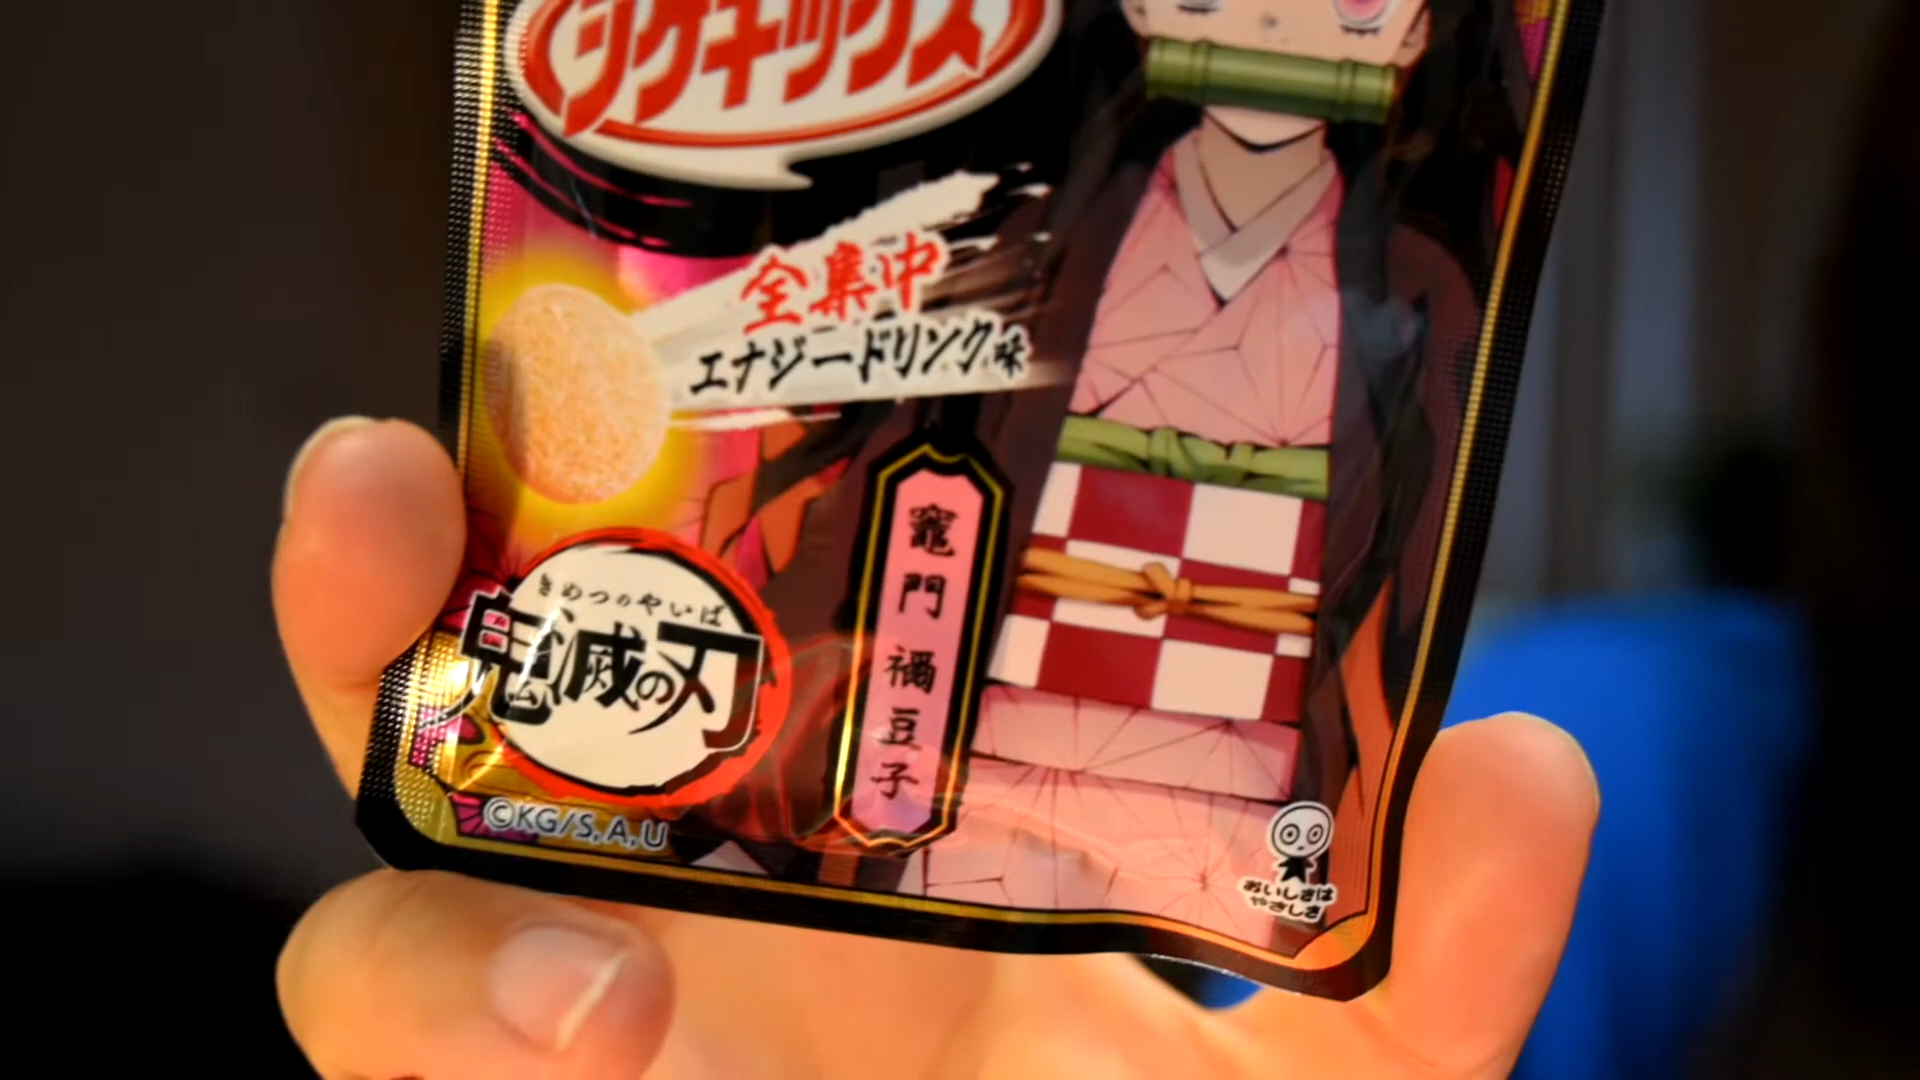 シゲキックス
全集中
エナジードリンク味
竈門禰豆子
きめつのやいば
鬼滅の刃
©KG/S,A,U
おいしさは
やさしさ